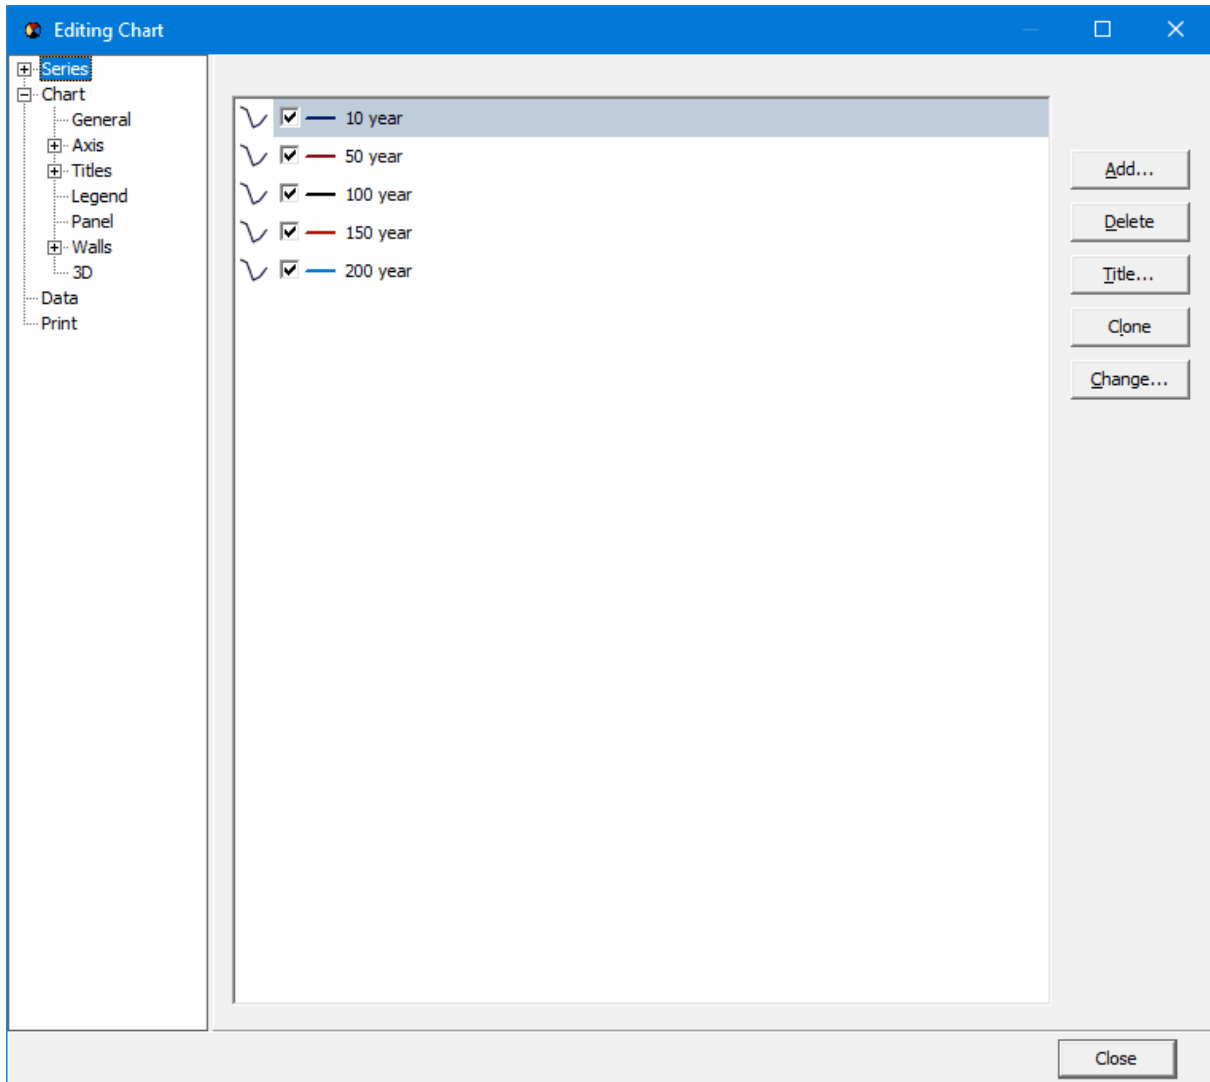 Editing Chart
Series
Chart
General
Axis
Titles
Legend
Panel
Walls
3D
Data
Print
10 year
50 year
100 year
150 year
200 year
Add...
Delete
Title...
Clone
Change...
Close